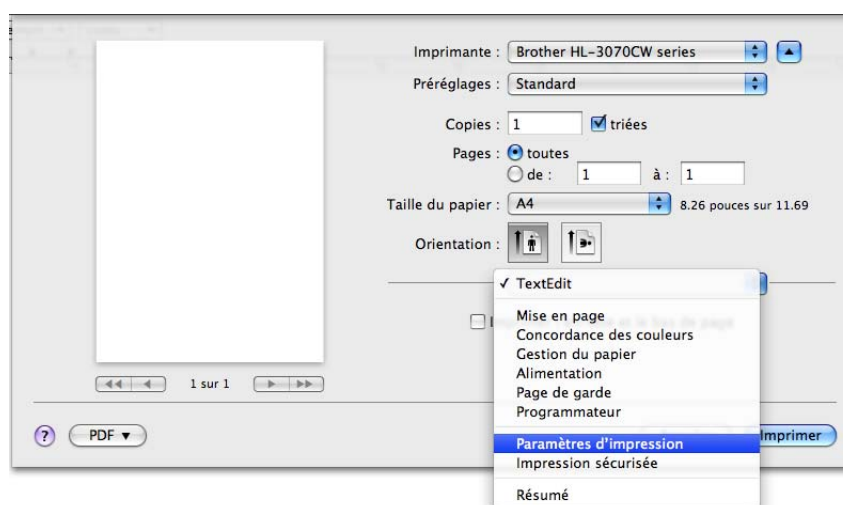 Imprimante : Brother HL-3070CW series
Préréglages : Standard
Copies : 1 triées
Pages : toutes
de : 1 à : 1
Taille du papier : A4 8.26 pouces sur 11.69
Orientation :
✓ TextEdit
Mise en page
Concordance des couleurs
Gestion du papier
Alimentation
Page de garde
Programmateur
Paramètres d'impression
Impression sécurisée
Résumé
1 sur 1
? PDF ▼ Imprimer